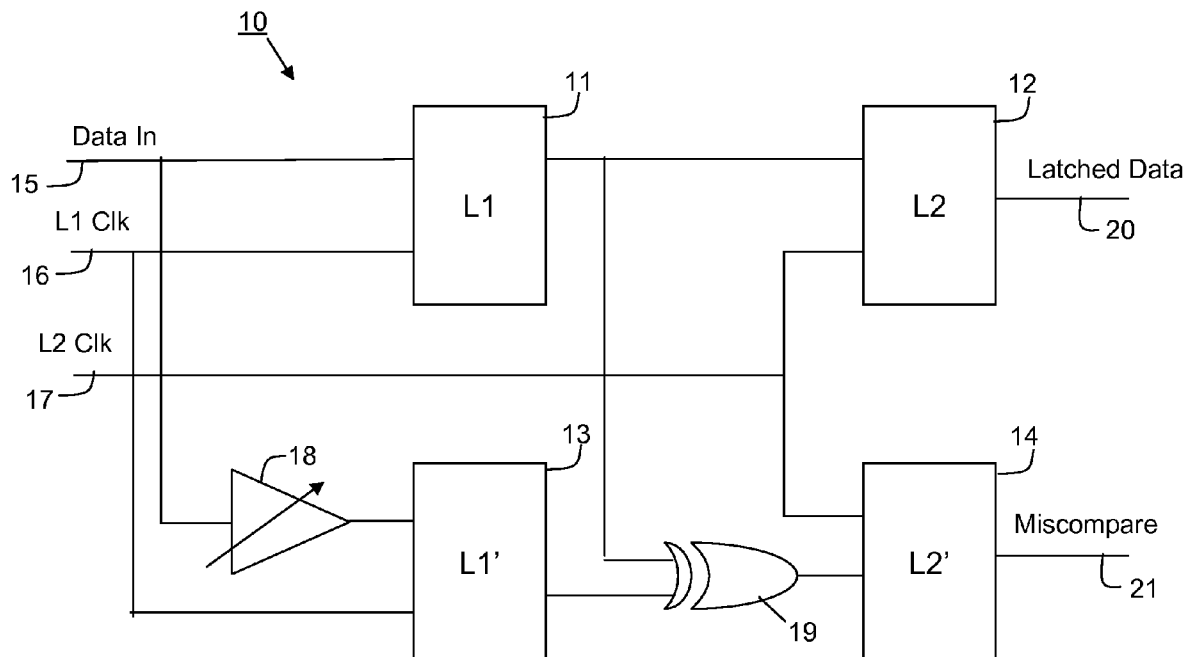 10
11
12
Data In
15
L1
L2
Latched Data
20
L1 Clk
16
L2 Clk
17
13
14
18
L1’
L2’
Miscompare
21
19